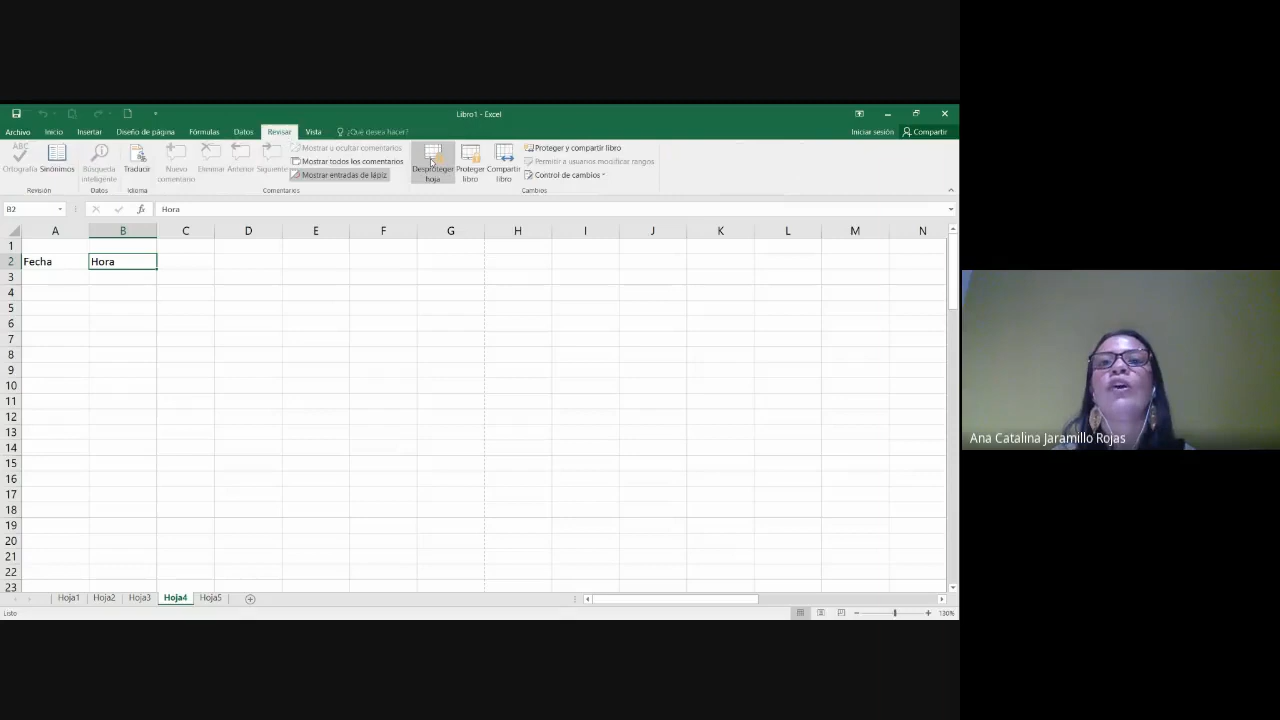 Libro1 - Excel
Archivo Inicio Insertar Diseño de página Fórmulas Datos Revisar Vista ¿Qué desea hacer? Iniciar sesión Compartir
ABC
Ortografía Sinónimos Búsqueda inteligente Traducir Nuevo comentario Eliminar Anterior Siguiente
Mostrar u ocultar comentarios
Mostrar todos los comentarios
Mostrar entradas de lápiz
Desproteger hoja Proteger libro Compartir libro
Proteger y compartir libro
Permitir a usuarios modificar rangos
Control de cambios
Revisión Datos Idioma Comentarios Cambios
B2 fx Hora
A B C D E F G H I J K L M N
1
2 Fecha Hora
3
4
5
6
7
8
9
10
11
12
13
14
15
16
17
18
19
20
21
22
23
Hoja1 Hoja2 Hoja3 Hoja4 Hoja5
Listo 130%
Ana Catalina Jaramillo Rojas